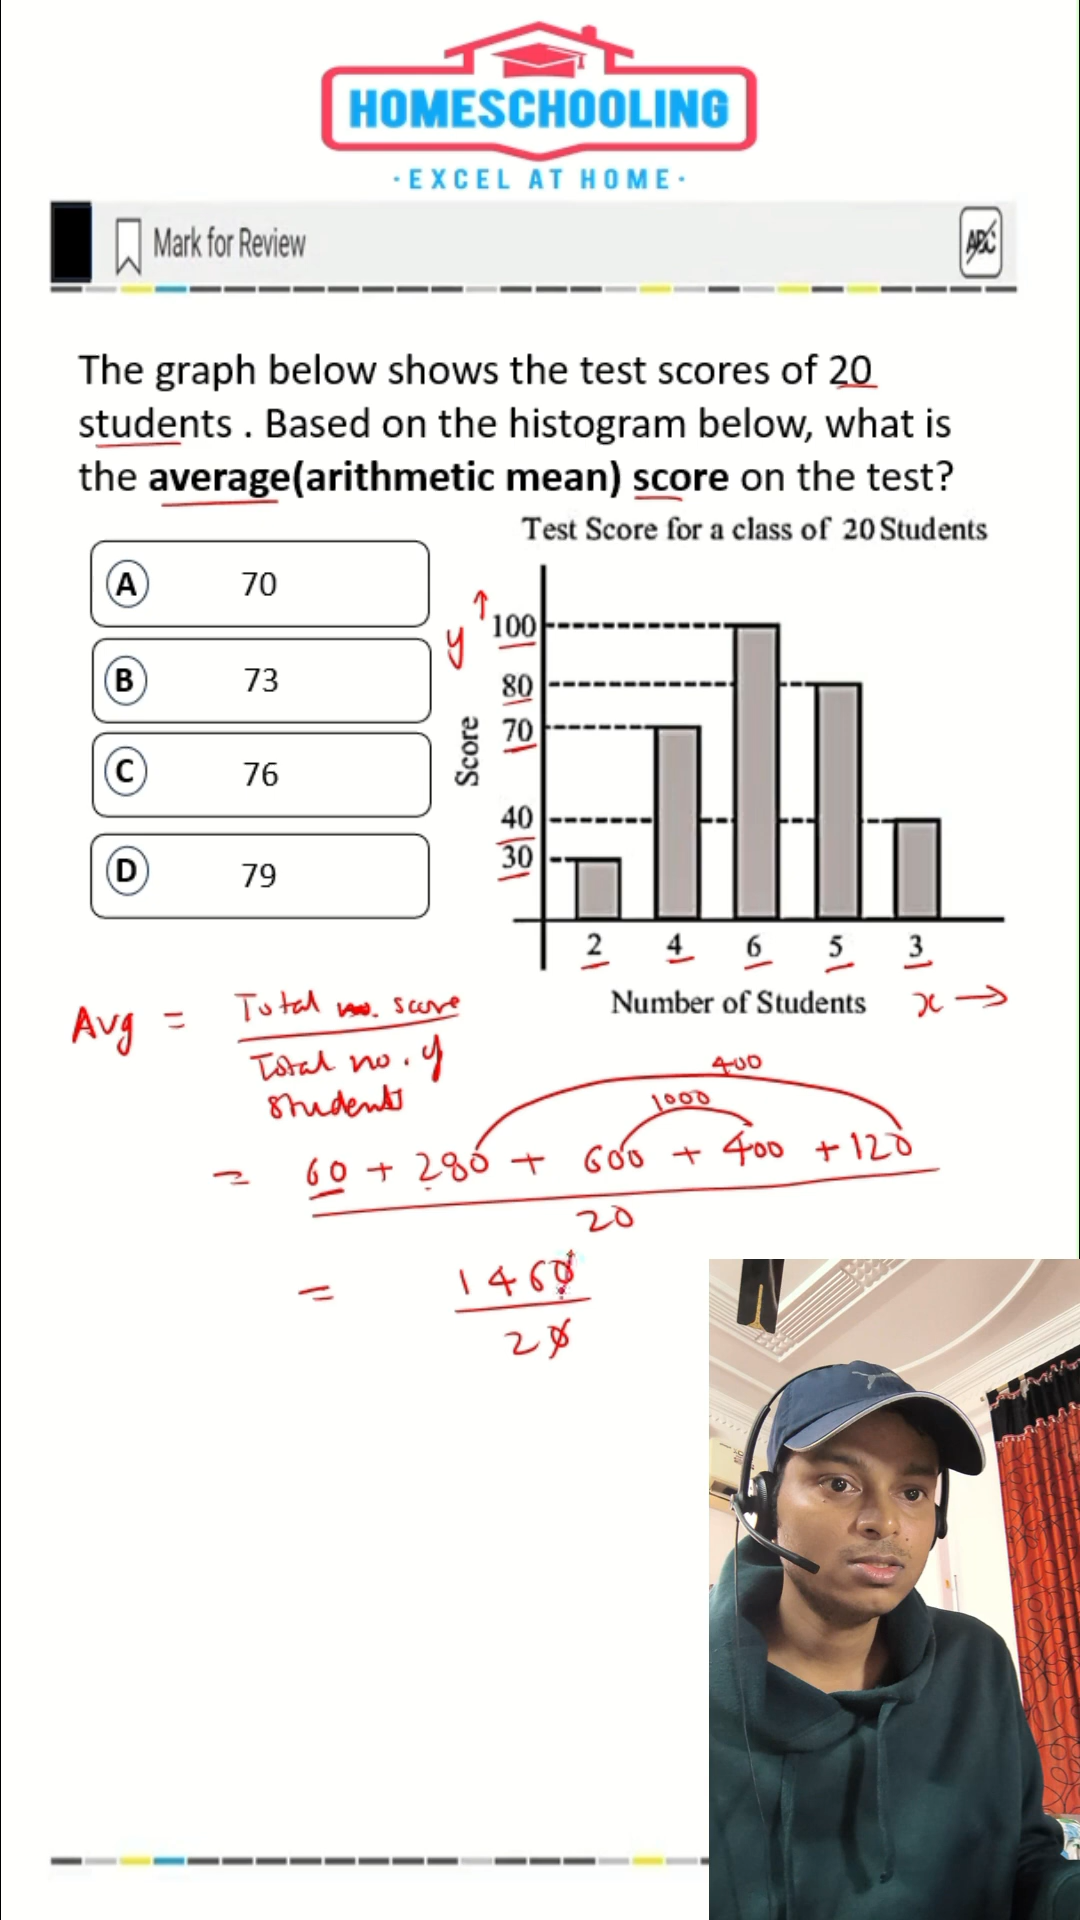 HOMESCHOOLING
·EXCEL AT HOME·
Mark for Review
ABC
The graph below shows the test scores of 20
students . Based on the histogram below, what is
the average(arithmetic mean) score on the test?
A 70
B 73
C 76
D 79
Test Score for a class of 20 Students
y
100
80
70
40
30
Score
2 4 6 5 3
Number of Students x →
Avg = Total score
Total no. of
students
400
1000
= 60 + 280 + 600 + 400 + 120
20
= 1460
20